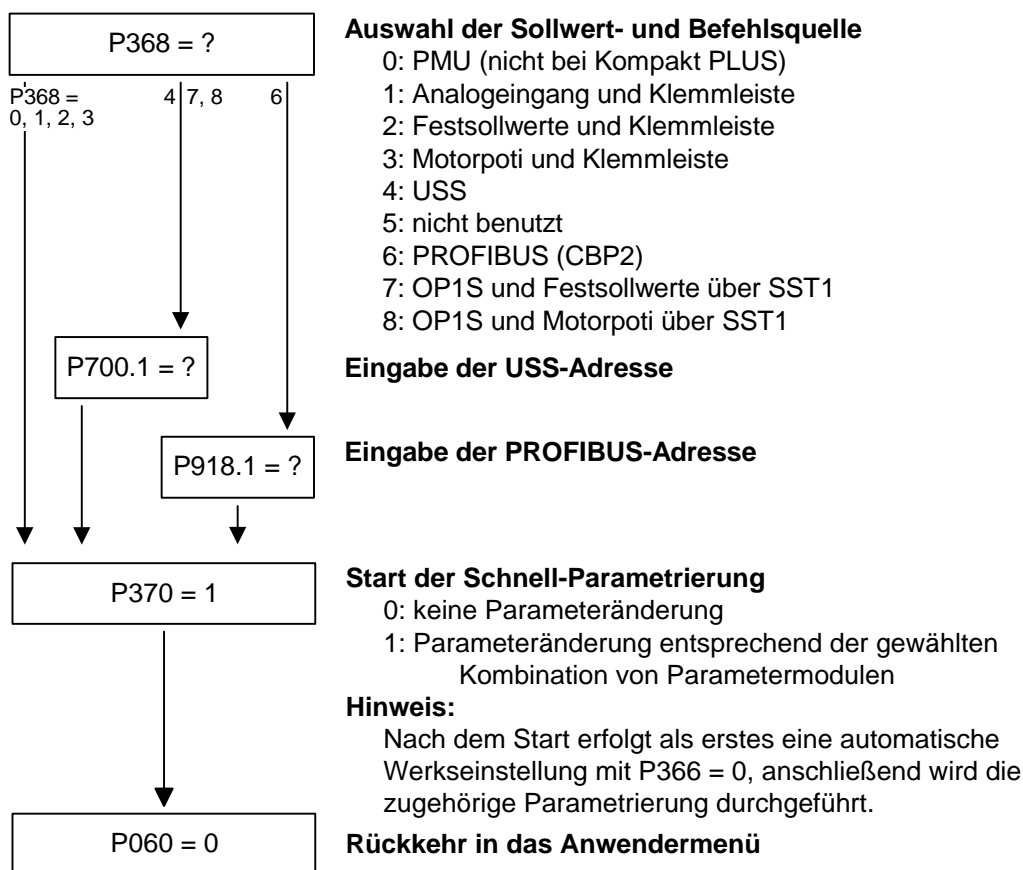 P368 = ?
Auswahl der Sollwert- und Befehlsquelle
0: PMU (nicht bei Kompakt PLUS)
P368 =
0, 1, 2, 3
4
7, 8
6
1: Analogeingang und Klemmleiste
2: Festsollwerte und Klemmleiste
3: Motorpoti und Klemmleiste
4: USS
5: nicht benutzt
6: PROFIBUS (CBP2)
7: OP1S und Festsollwerte über SST1
8: OP1S und Motorpoti über SST1
P700.1 = ?
Eingabe der USS-Adresse
P918.1 = ?
Eingabe der PROFIBUS-Adresse
P370 = 1
Start der Schnell-Parametrierung
0: keine Parameteränderung
1: Parameteränderung entsprechend der gewählten
Kombination von Parametermodulen
Hinweis:
Nach dem Start erfolgt als erstes eine automatische
Werkseinstellung mit P366 = 0, anschließend wird die
zugehörige Parametrierung durchgeführt.
P060 = 0
Rückkehr in das Anwendermenü